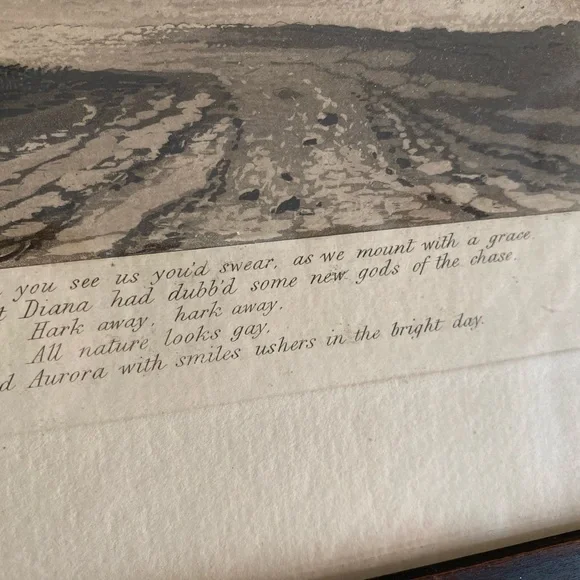 you see us you'd swear, as we mount with a grace
Diana had dubb'd some new gods of the chase.
Hark away, hark away,
All nature looks gay,
Aurora with smiles ushers in the bright day.